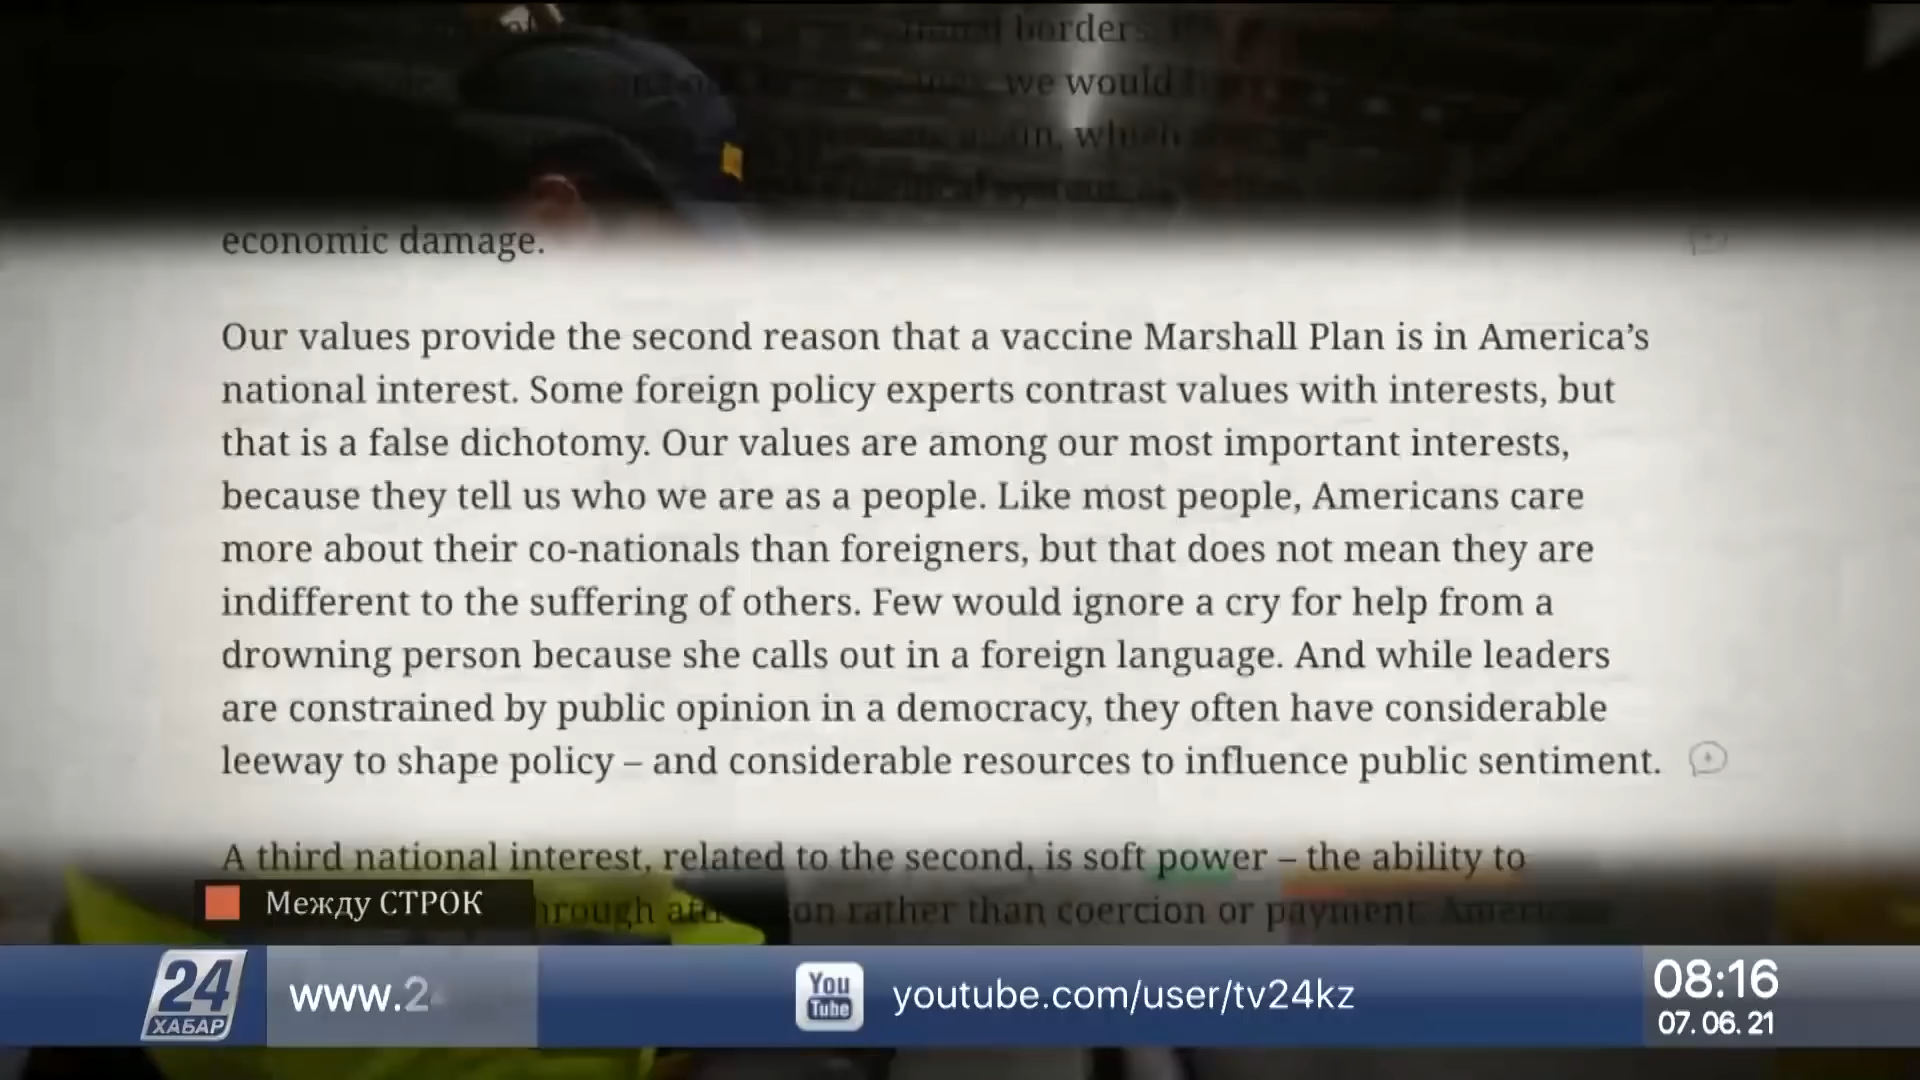 borders.
we would
which
economic damage.
Our values provide the second reason that a vaccine Marshall Plan is in America’s
national interest. Some foreign policy experts contrast values with interests, but
that is a false dichotomy. Our values are among our most important interests,
because they tell us who we are as a people. Like most people, Americans care
more about their co-nationals than foreigners, but that does not mean they are
indifferent to the suffering of others. Few would ignore a cry for help from a
drowning person because she calls out in a foreign language. And while leaders
are constrained by public opinion in a democracy, they often have considerable
leeway to shape policy – and considerable resources to influence public sentiment.
A third national interest, related to the second, is soft power – the ability to
rather than coercion or payment.
Между СТРОК
24
ХАБАР
www.2
You
Tube
youtube.com/user/tv24kz
08:16
07.06.21